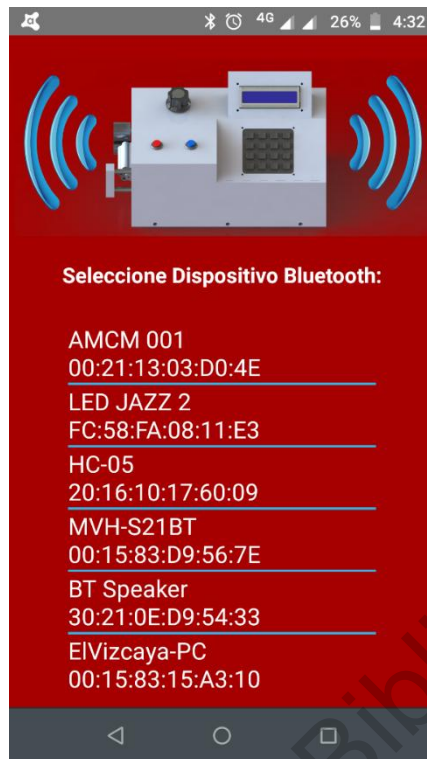 4G 26% 4:32
Seleccione Dispositivo Bluetooth:
AMCM 001
00:21:13:03:D0:4E
LED JAZZ 2
FC:58:FA:08:11:E3
HC-05
20:16:10:17:60:09
MVH-S21BT
00:15:83:D9:56:7E
BT Speaker
30:21:0E:D9:54:33
ElVizcaya-PC
00:15:83:15:A3:10
Bibli